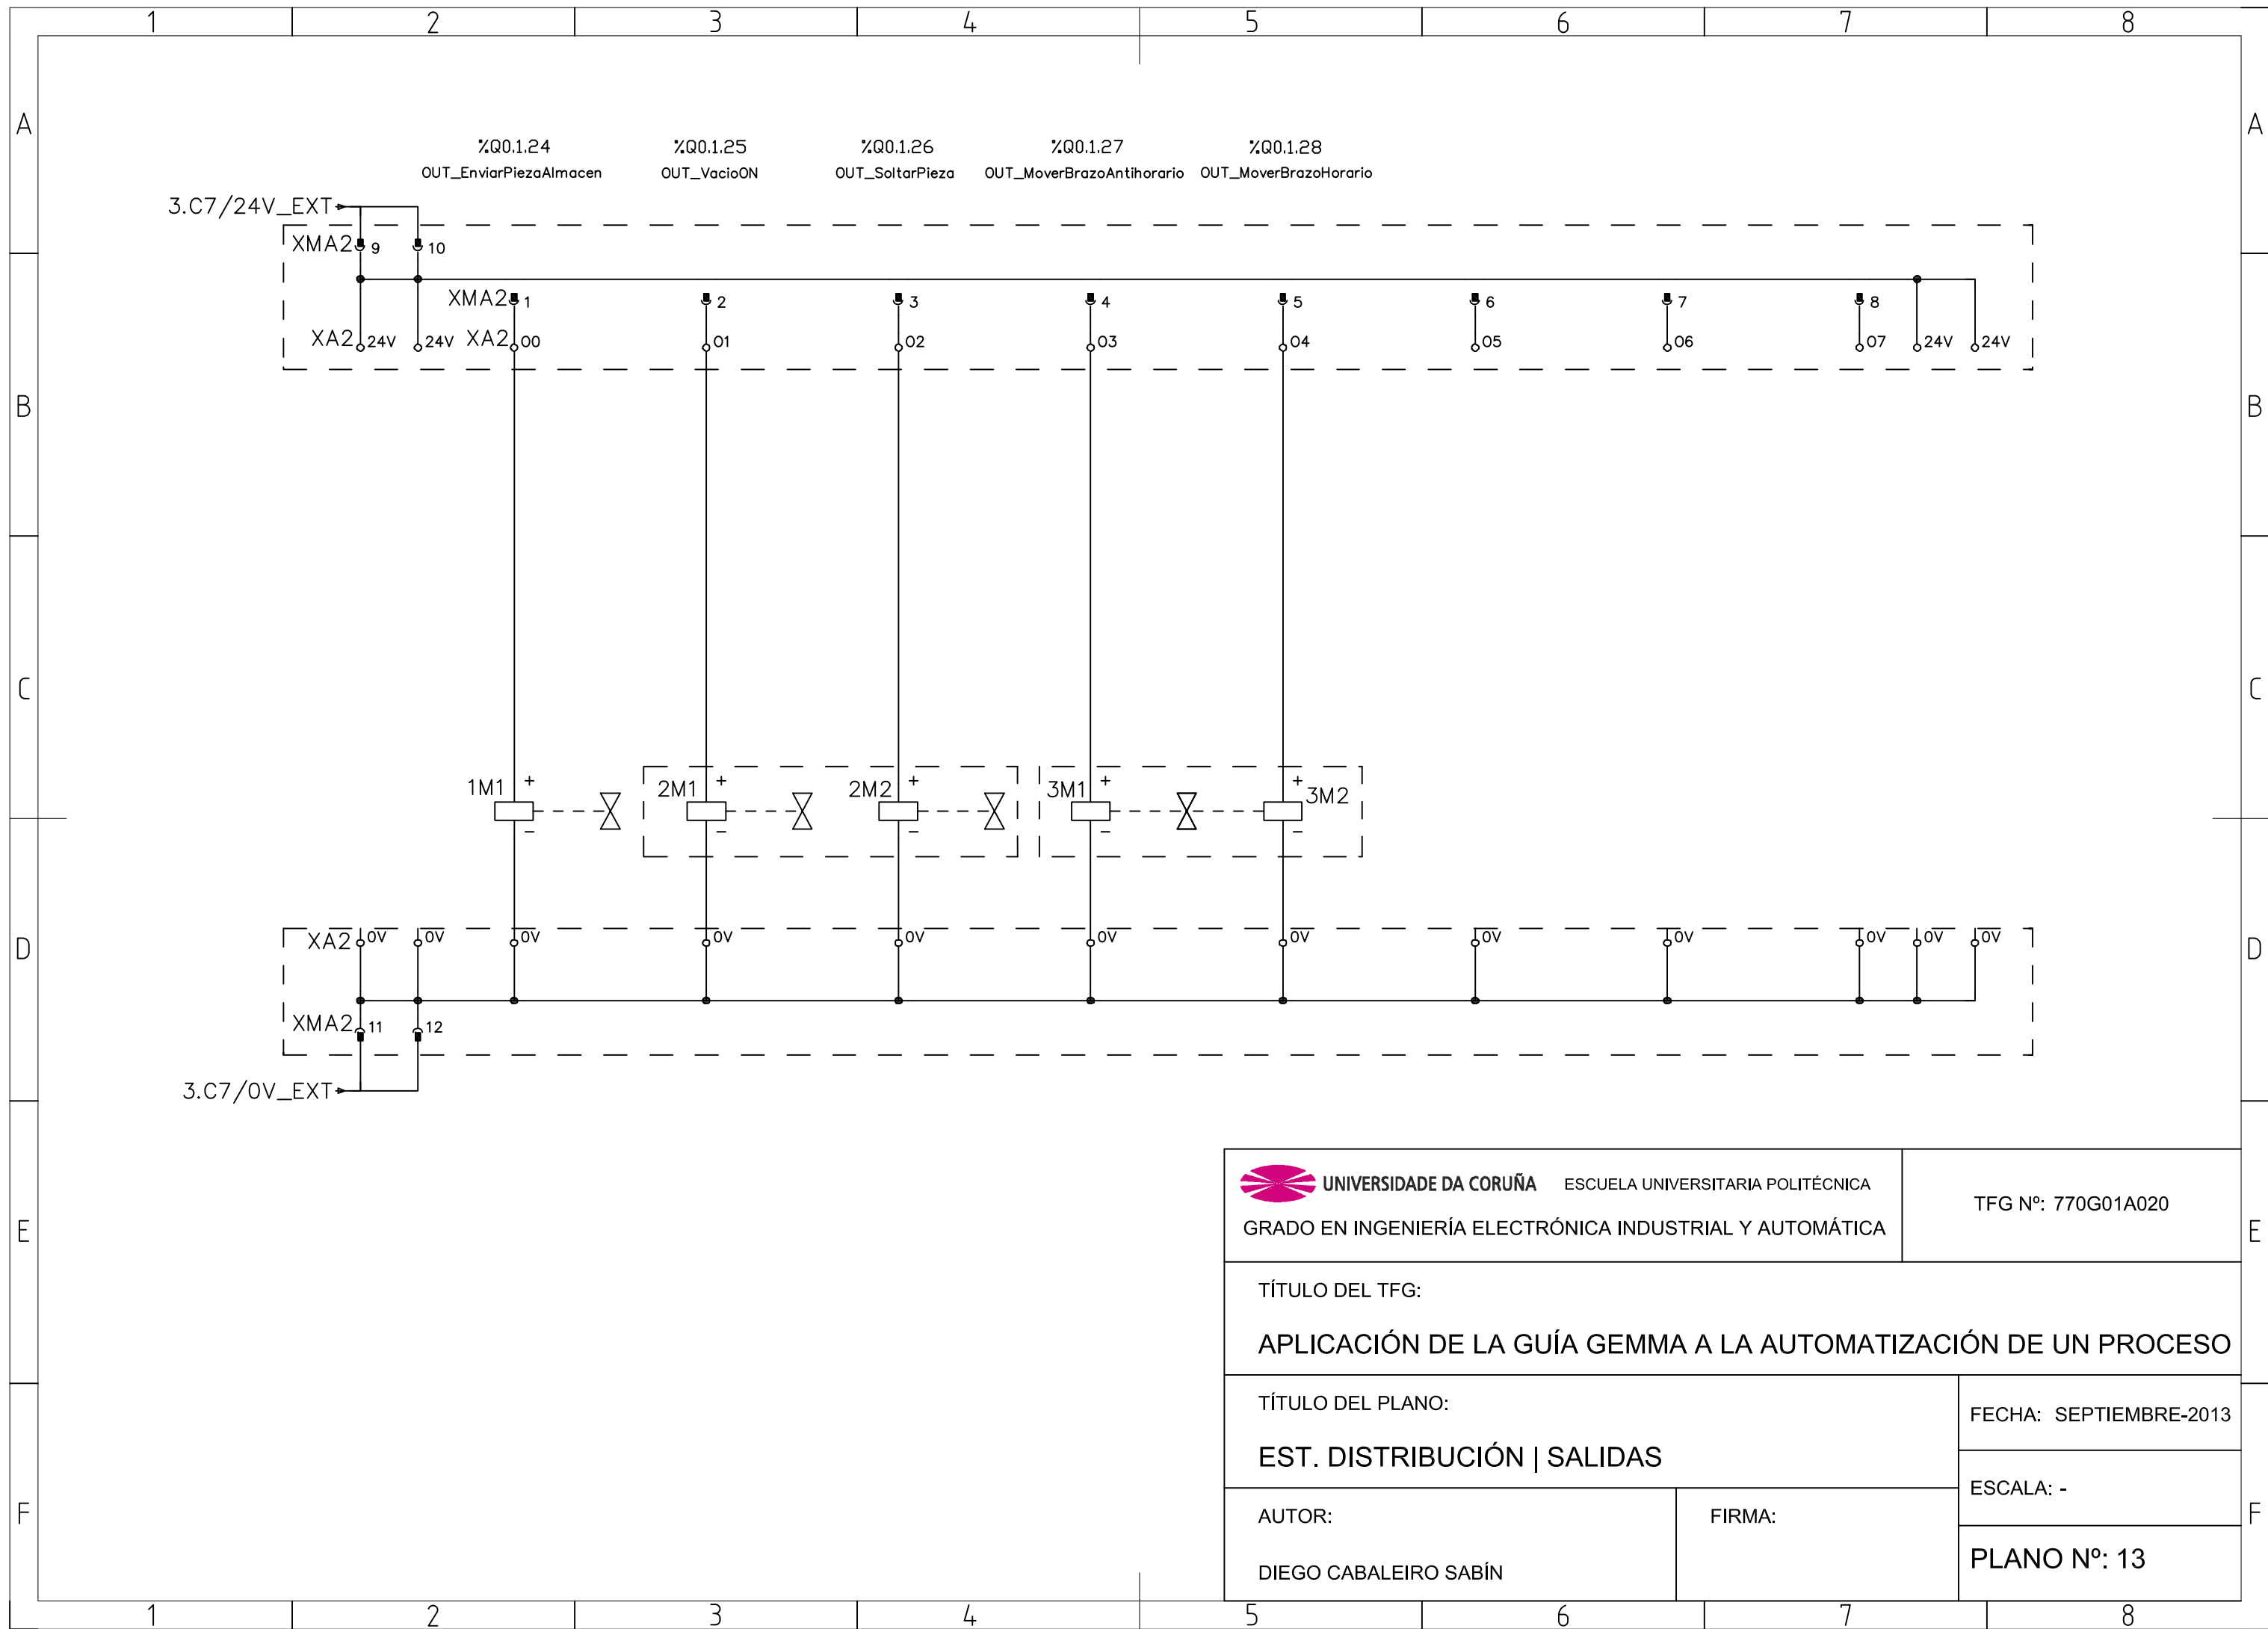 1 2 3 4 5 6 7 8
A A
%Q0.1.24 %Q0.1.25 %Q0.1.26 %Q0.1.27 %Q0.1.28
OUT_EnviarPiezaAlmacen OUT_VacioON OUT_SoltarPieza OUT_MoverBrazoAntihorario OUT_MoverBrazoHorario
3.C7/24V_EXT
XMA2 9 10
XMA2 1 2 3 4 5 6 7 8
XA2 24V 24V XA2 00 01 02 03 04 05 06 07 24V 24V
B B
C C
1M1 + 2M1 + 2M2 + 3M1 + + 3M2
- - - - -
D D
XA2 0V 0V 0V 0V 0V 0V 0V 0V 0V 0V 0V 0V
XMA2 11 12
3.C7/0V_EXT
UNIVERSIDADE DA CORUÑA ESCUELA UNIVERSITARIA POLITÉCNICA
TFG Nº: 770G01A020
GRADO EN INGENIERÍA ELECTRÓNICA INDUSTRIAL Y AUTOMÁTICA
E E
TÍTULO DEL TFG:
APLICACIÓN DE LA GUÍA GEMMA A LA AUTOMATIZACIÓN DE UN PROCESO
TÍTULO DEL PLANO:
EST. DISTRIBUCIÓN | SALIDAS
FECHA: SEPTIEMBRE-2013
ESCALA: -
F F
AUTOR:
DIEGO CABALEIRO SABÍN
FIRMA:
PLANO Nº: 13
1 2 3 4 5 6 7 8